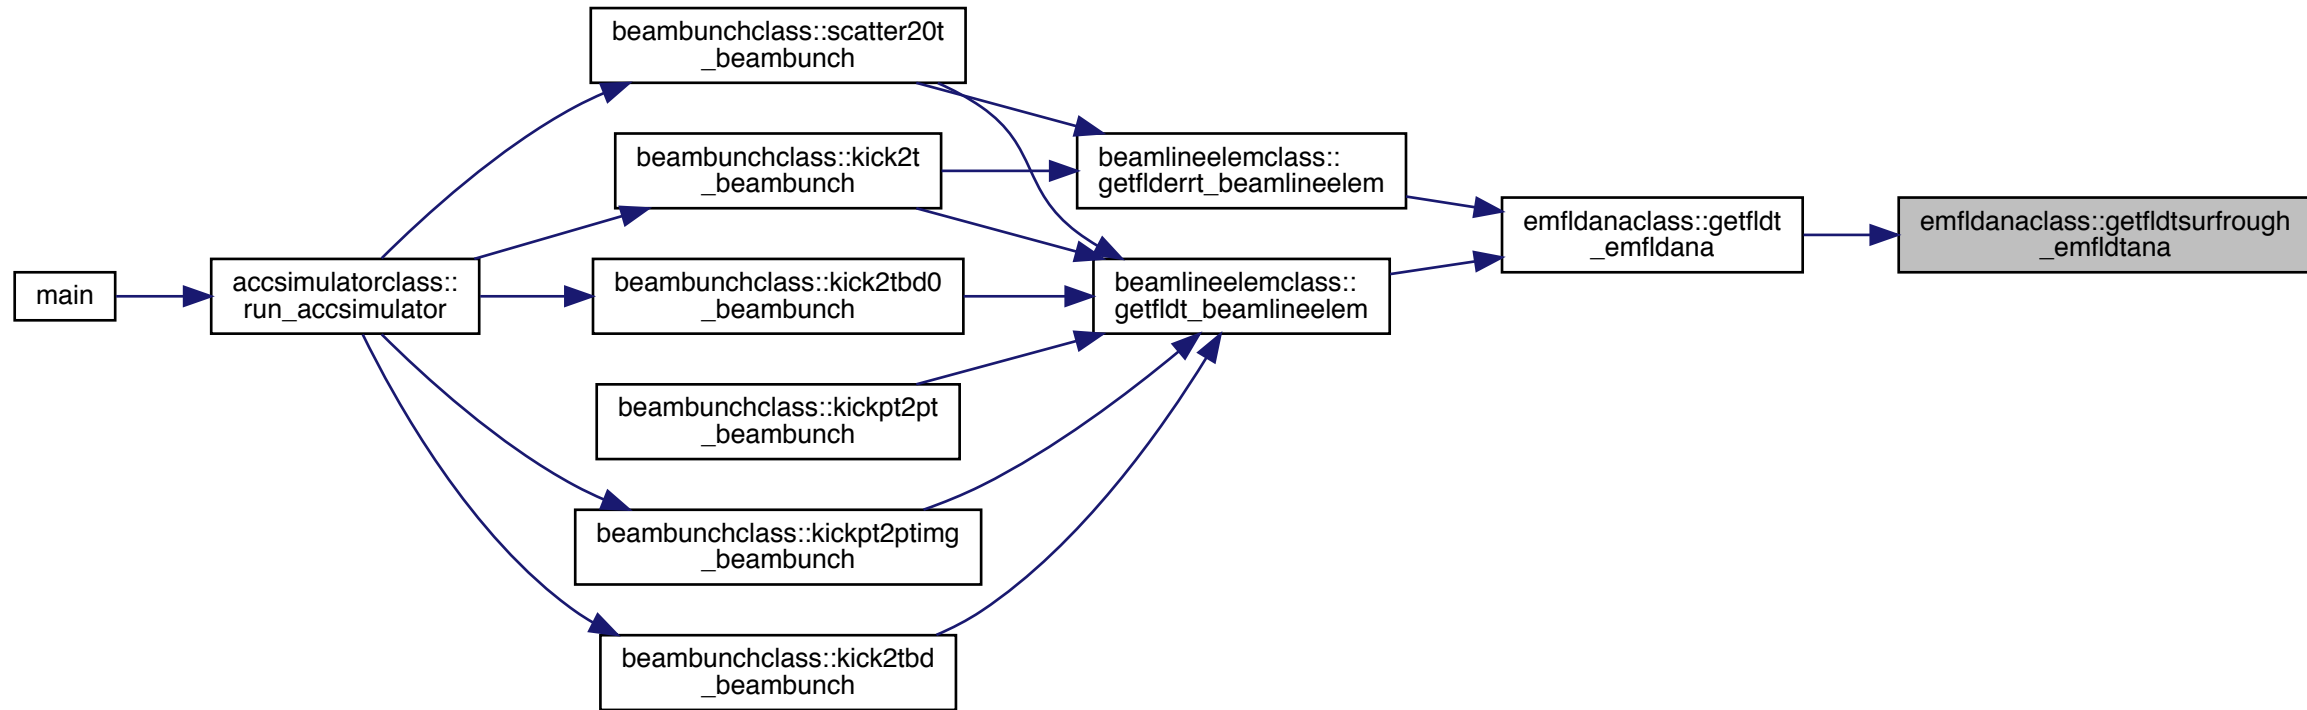 main
accsimulatorclass::
run_accsimulator
beambunchclass::scatter20t
_beambunch
beambunchclass::kick2t
_beambunch
beambunchclass::kick2tbd0
_beambunch
beambunchclass::kickpt2pt
_beambunch
beambunchclass::kickpt2ptimg
_beambunch
beambunchclass::kick2tbd
_beambunch
beamlineelemclass::
getflderrt_beamlineelem
beamlineelemclass::
getfldt_beamlineelem
emfldanaclass::getfldt
_emfldana
emfldanaclass::getfldtsurfrough
_emfldtana